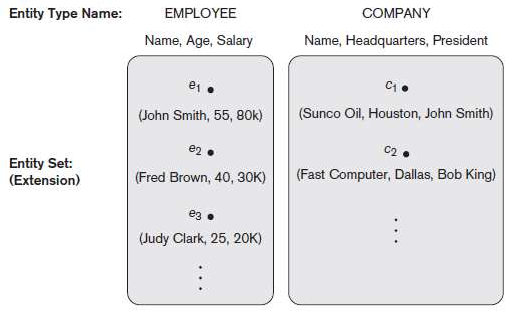 Entity Type Name: EMPLOYEE COMPANY
Name, Age, Salary Name, Headquarters, President
e1 c1
(John Smith, 55, 80k) (Sunco Oil, Houston, John Smith)
e2 c2
Entity Set:
(Extension)
(Fred Brown, 40, 30K) (Fast Computer, Dallas, Bob King)
e3
(Judy Clark, 25, 20K)